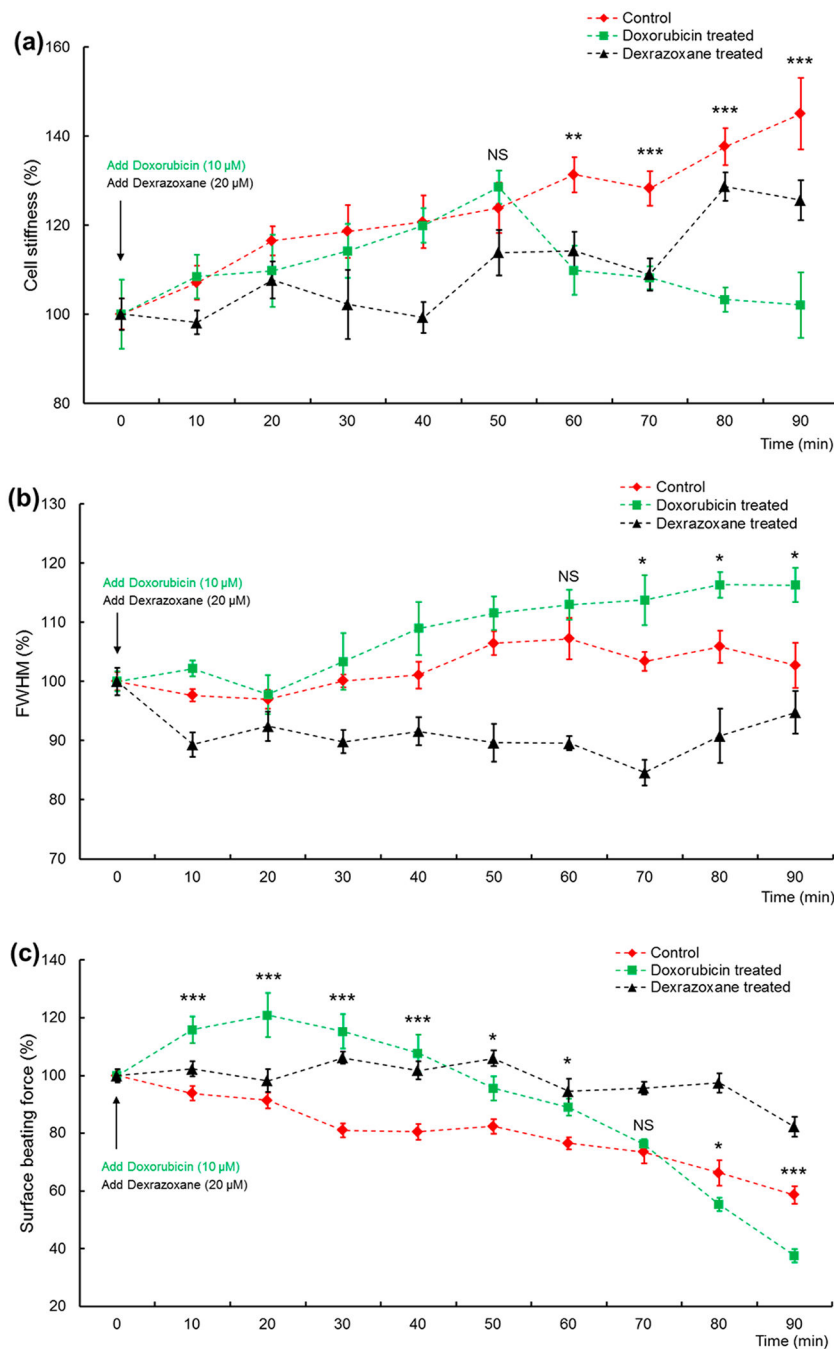 (a)
Control
Doxorubicin treated
Dexrazoxane treated
160
140
120
100
80
Cell stiffness (%)
Add Doxorubicin (10 µM)
Add Dexrazoxane (20 µM)
NS
**
***
***
***
0 10 20 30 40 50 60 70 80 90
Time (min)
(b)
Control
Doxorubicin treated
Dexrazoxane treated
130
120
110
100
90
80
70
FWHM (%)
Add Doxorubicin (10 µM)
Add Dexrazoxane (20 µM)
NS
*
*
*
0 10 20 30 40 50 60 70 80 90
Time (min)
(c)
Control
Doxorubicin treated
Dexrazoxane treated
140
120
100
80
60
40
20
Surface beating force (%)
***
***
***
***
*
*
NS
*
***
Add Doxorubicin (10 µM)
Add Dexrazoxane (20 µM)
0 10 20 30 40 50 60 70 80 90
Time (min)